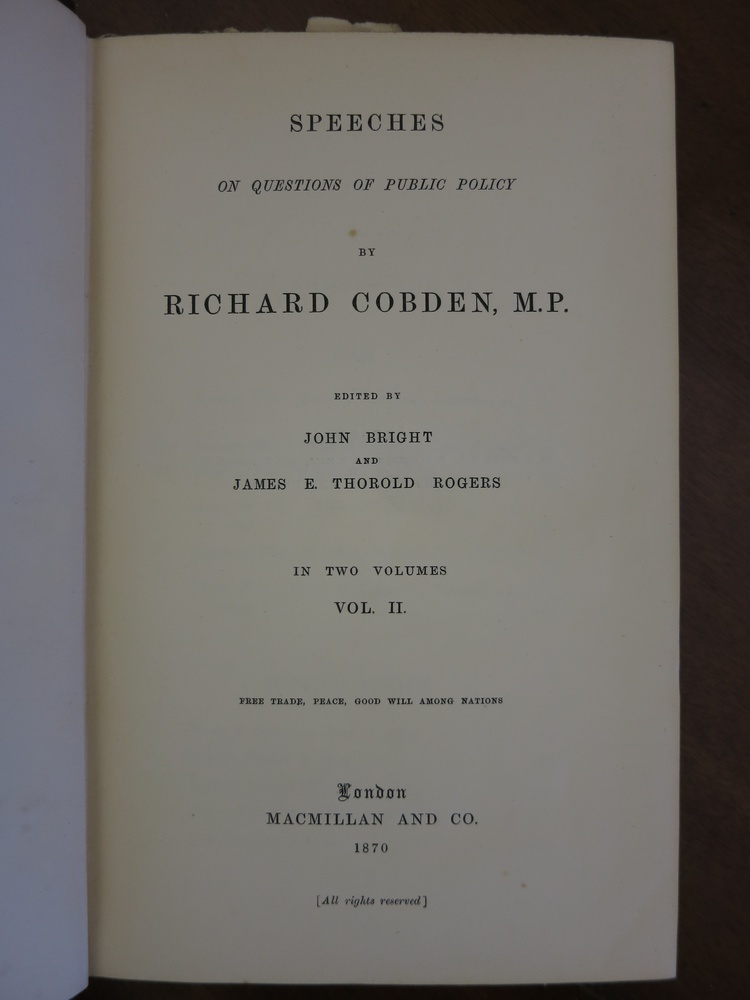 SPEECHES
ON QUESTIONS OF PUBLIC POLICY
BY
RICHARD COBDEN, M.P.
EDITED BY
JOHN BRIGHT
AND
JAMES E. THOROLD ROGERS
IN TWO VOLUMES
VOL. II.
FREE TRADE, PEACE, GOOD WILL AMONG NATIONS
London
MACMILLAN AND CO.
1870
[All rights reserved]